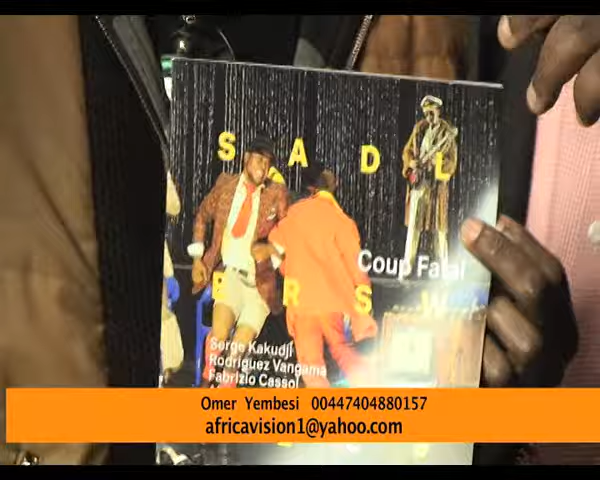 S A D L
Coup Fatal
E R S W
Serge Kakudji
Rodriguez Vangama
Fabrizio Cassol
Omer Yembesi 00447404880157
africavision1@yahoo.com